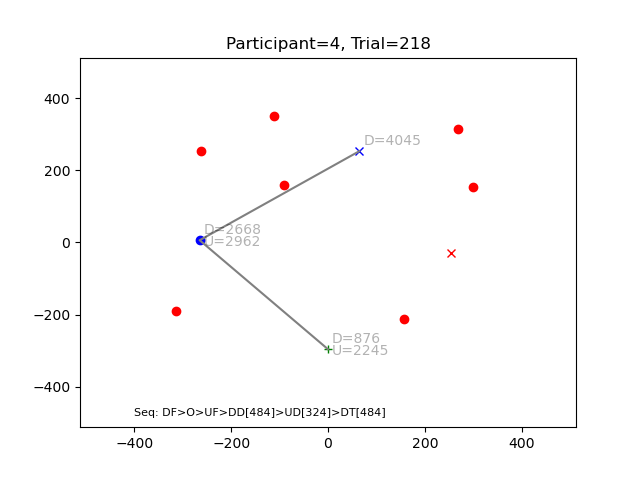 Participant=4, Trial=218
400
200
0
−200
−400
D=4045
D=2668
U=2962
D=876
U=2245
Seq: DF>O>UF>DD[484]>UD[324]>DT[484]
−400 −200 0 200 400